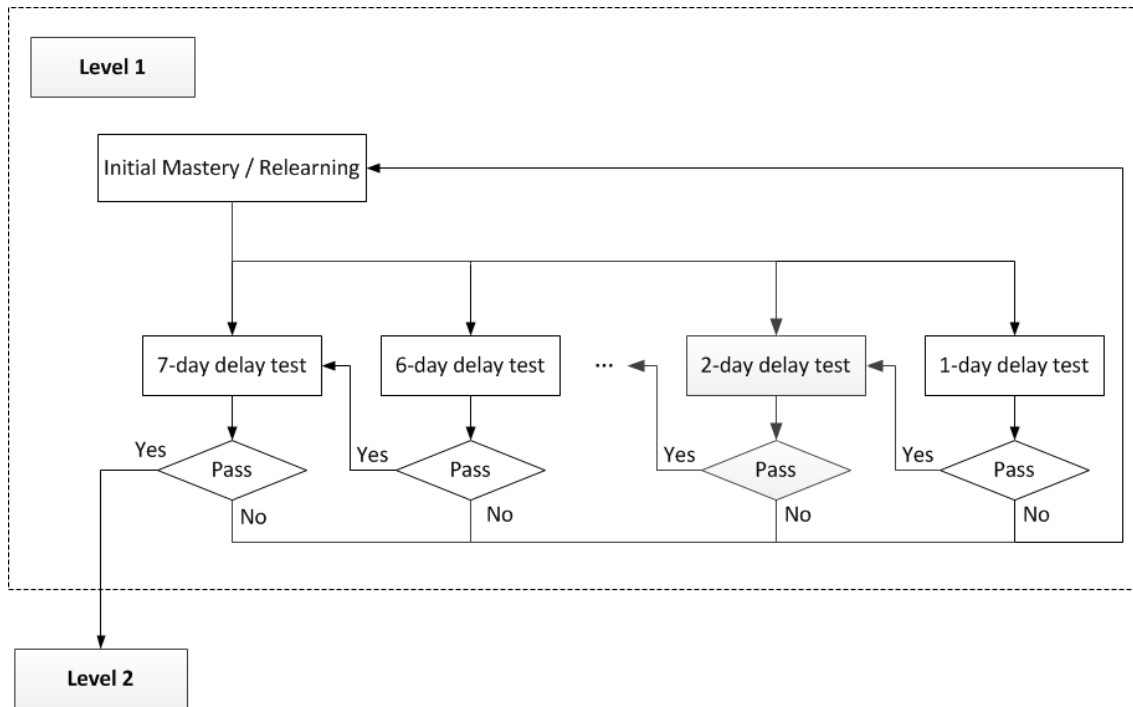 Level 1
Initial Mastery / Relearning
7-day delay test
6-day delay test
...
2-day delay test
1-day delay test
Yes
Pass
No
Yes
Pass
No
Yes
Pass
No
Yes
Pass
No
Level 2